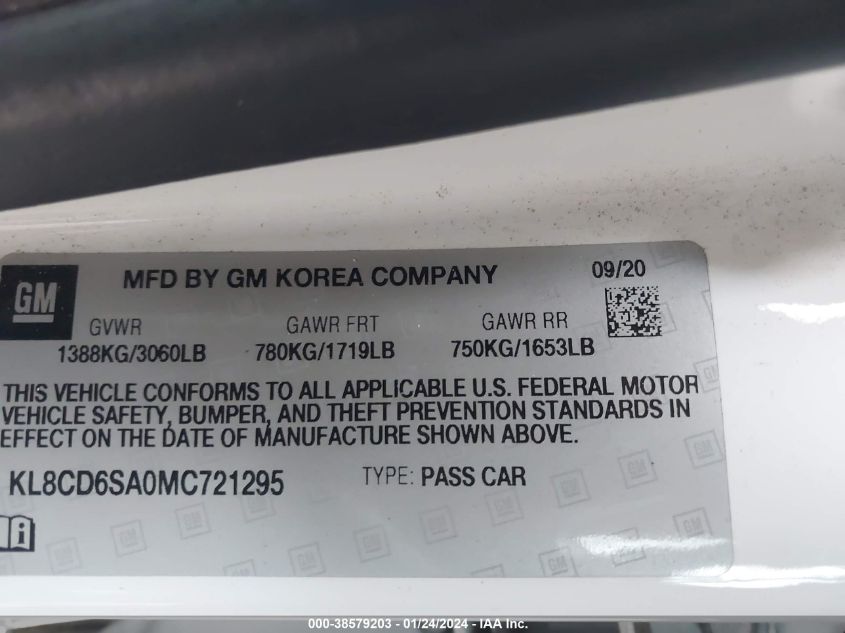 GM
MFD BY GM KOREA COMPANY
09/20
GVWR
GAWR FRT
GAWR RR
1388KG/3060LB
780KG/1719LB
750KG/1653LB
THIS VEHICLE CONFORMS TO ALL APPLICABLE U.S. FEDERAL MOTOR
VEHICLE SAFETY, BUMPER, AND THEFT PREVENTION STANDARDS IN
EFFECT ON THE DATE OF MANUFACTURE SHOWN ABOVE.
KL8CD6SA0MC721295
TYPE: PASS CAR
000-38579203 - 01/24/2024 - IAA Inc.